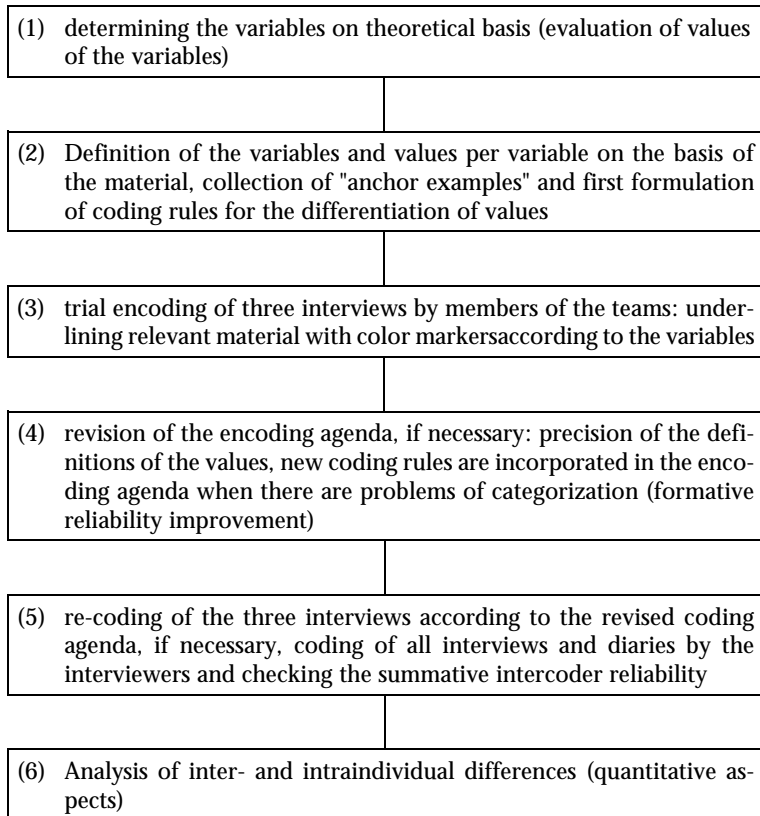 (1) determining the variables on theoretical basis (evaluation of values
of the variables)
(2) Definition of the variables and values per variable on the basis of
the material, collection of "anchor examples" and first formulation
of coding rules for the differentiation of values
(3) trial encoding of three interviews by members of the teams: under-
lining relevant material with color markersaccording to the variables
(4) revision of the encoding agenda, if necessary: precision of the defi-
nitions of the values, new coding rules are incorporated in the enco-
ding agenda when there are problems of categorization (formative
reliability improvement)
(5) re-coding of the three interviews according to the revised coding
agenda, if necessary, coding of all interviews and diaries by the
interviewers and checking the summative intercoder reliability
(6) Analysis of inter- and intraindividual differences (quantitative as-
pects)